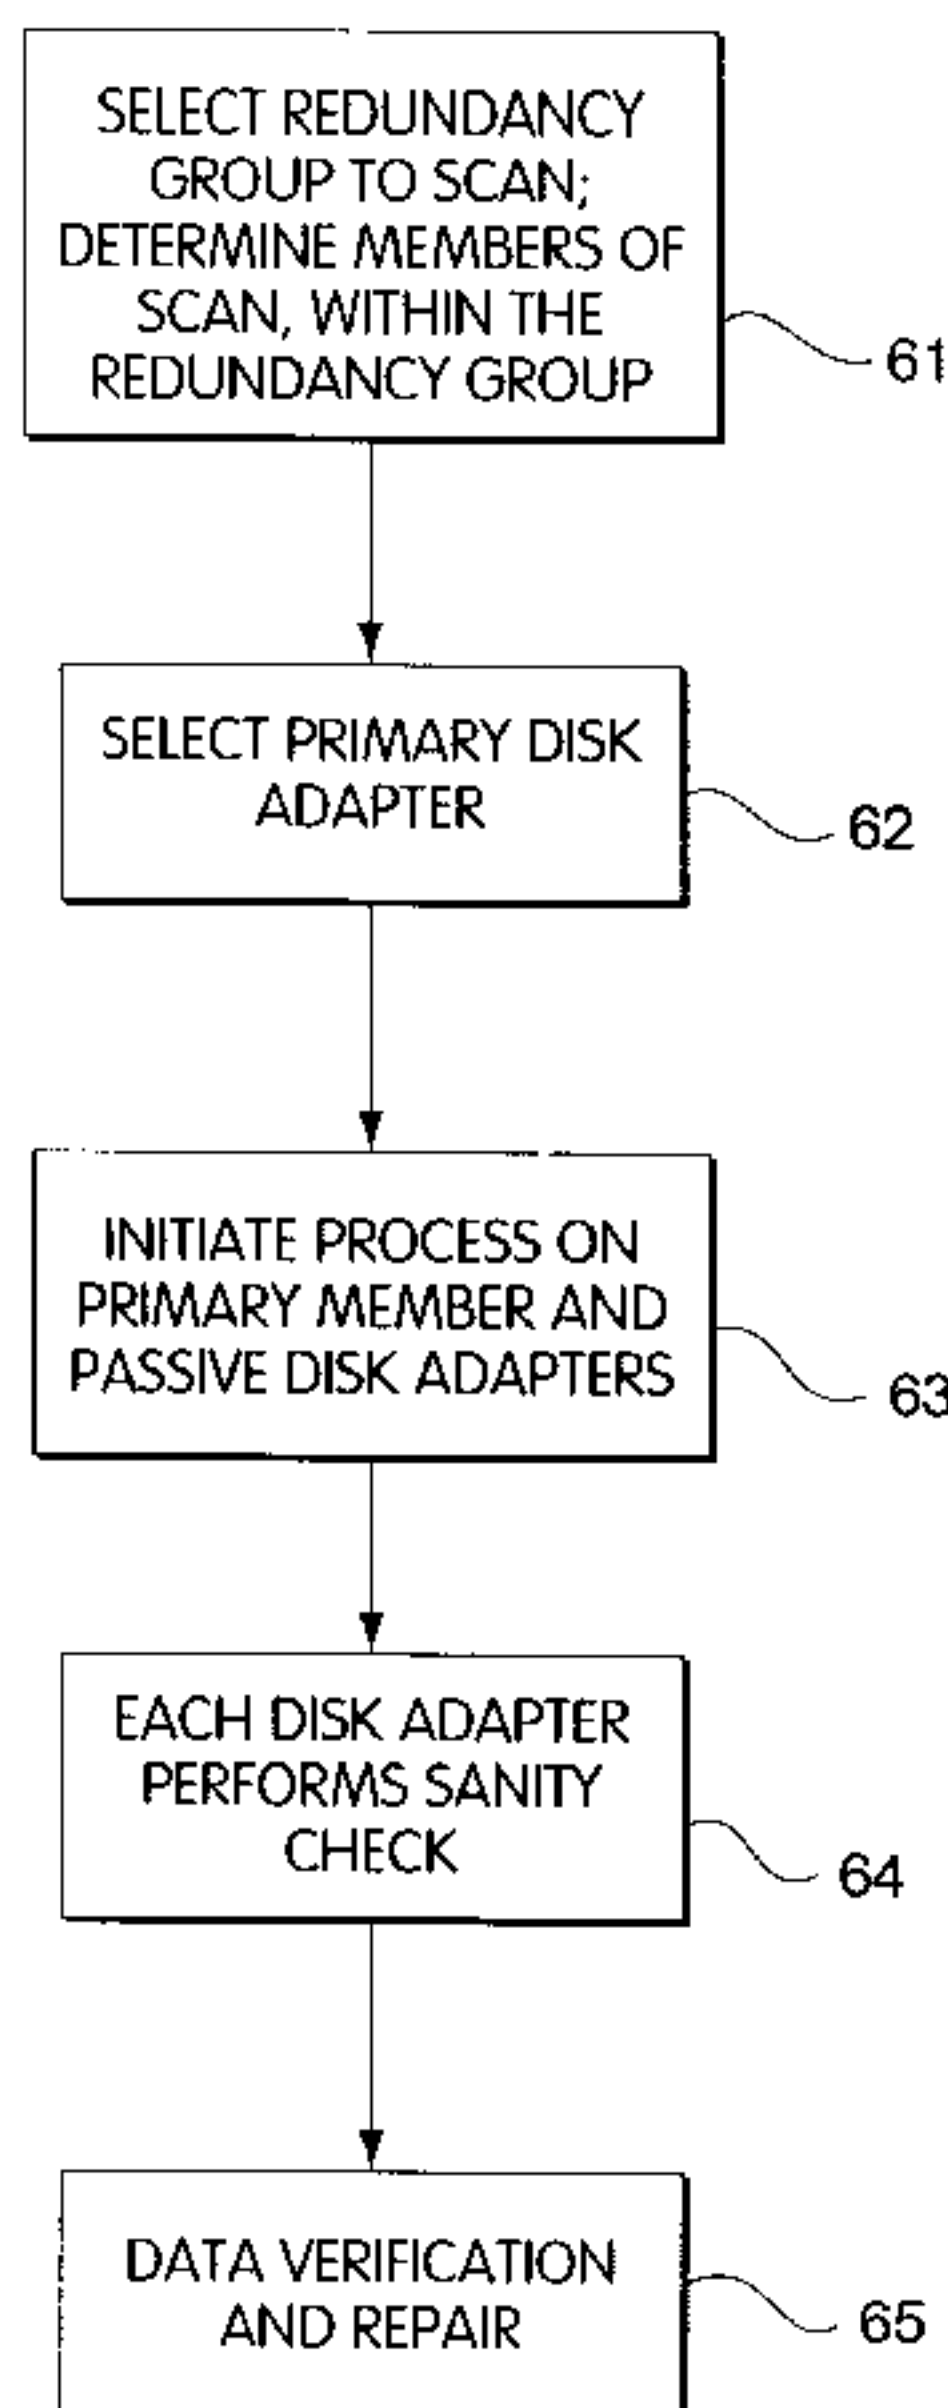 SELECT REDUNDANCY
GROUP TO SCAN;
DETERMINE MEMBERS OF
SCAN, WITHIN THE
REDUNDANCY GROUP
61
SELECT PRIMARY DISK
ADAPTER
62
INITIATE PROCESS ON
PRIMARY MEMBER AND
PASSIVE DISK ADAPTERS
63
EACH DISK ADAPTER
PERFORMS SANITY
CHECK
64
DATA VERIFICATION
AND REPAIR
65